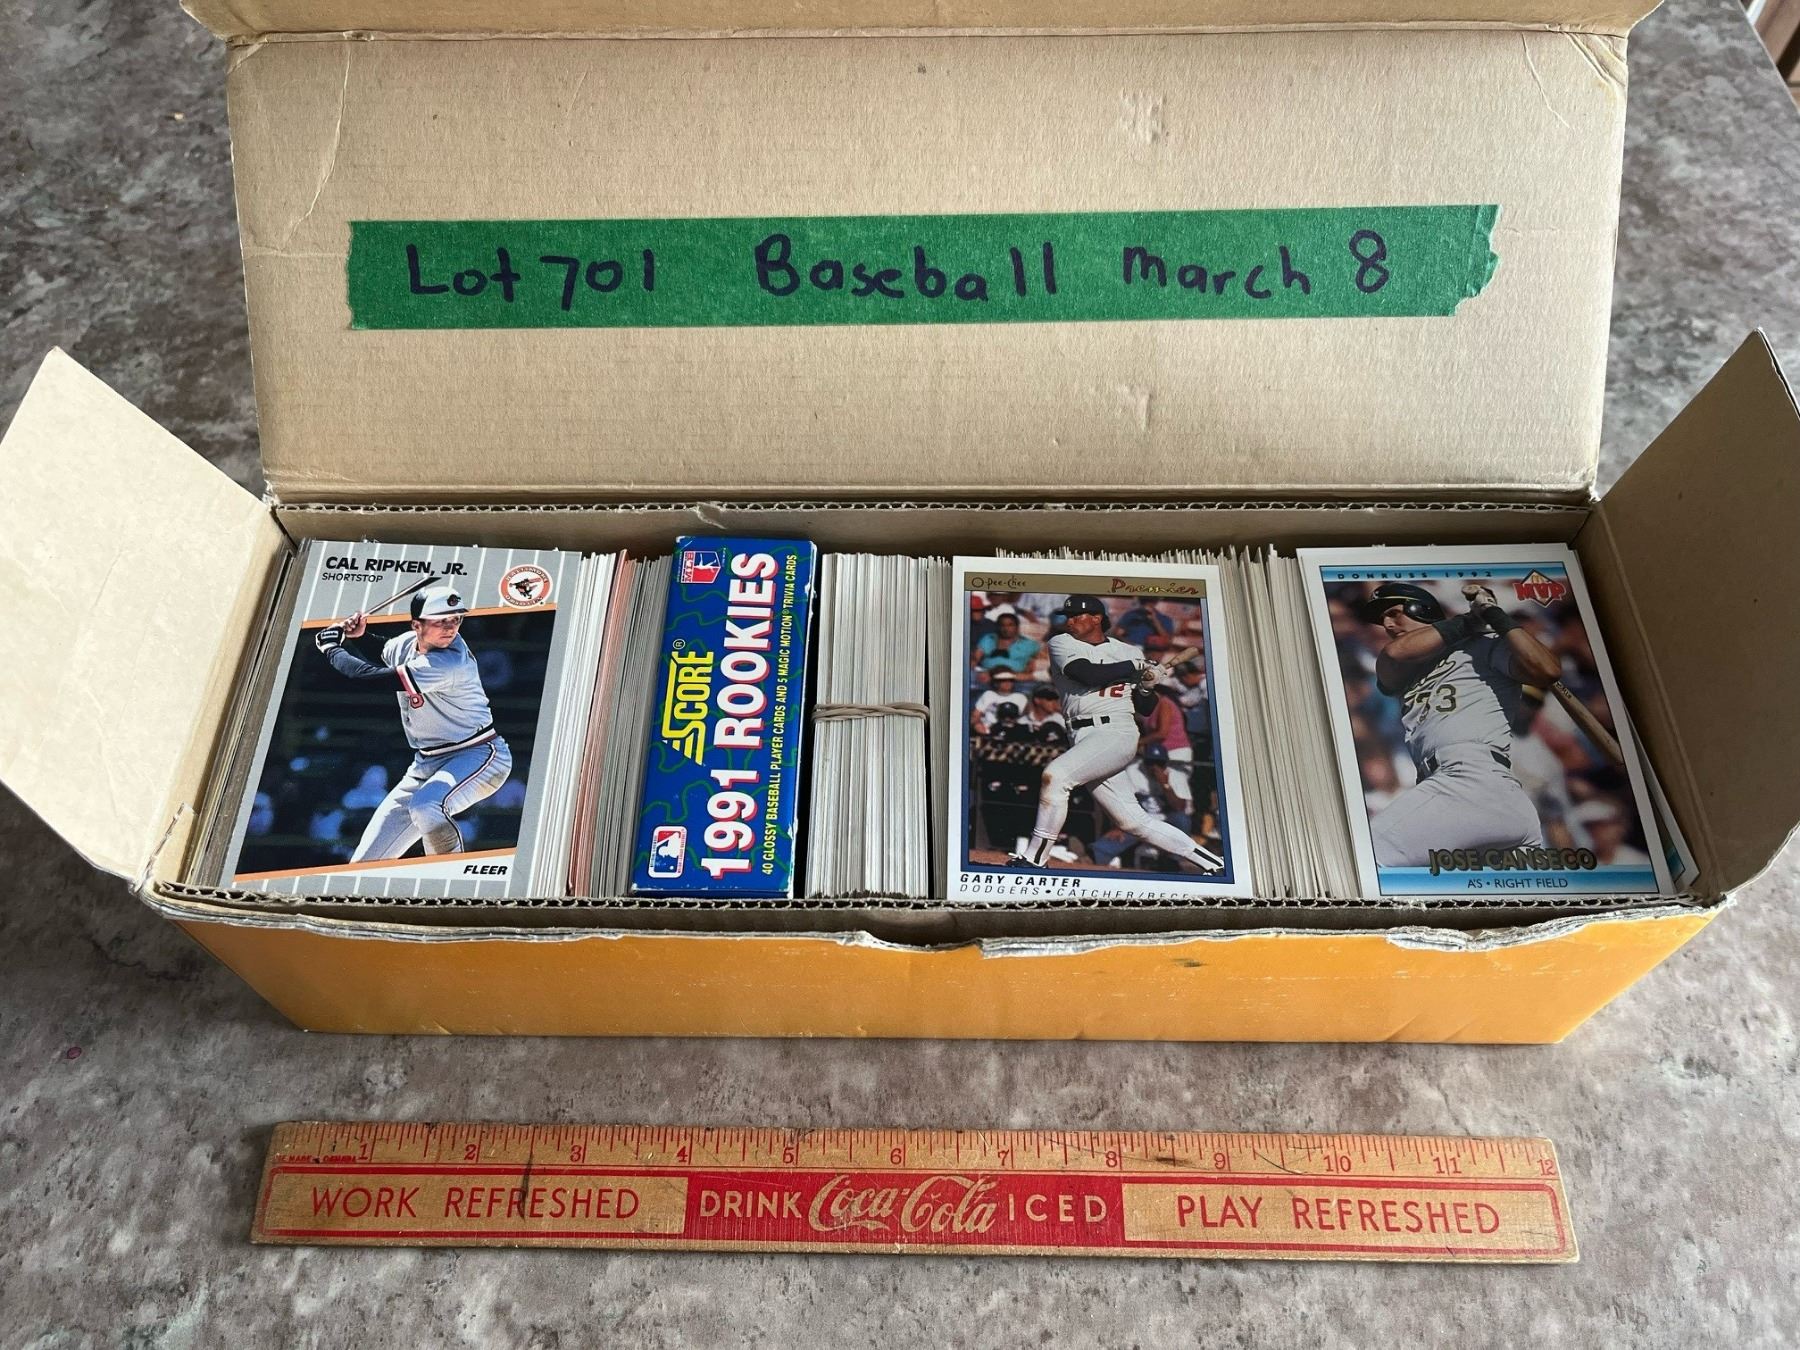 Lot 701 Baseball March 8
CAL RIPKEN, JR.
SHORTSTOP
FLEER
SCORE®
1991 ROOKIES
40 GLOSSY BASEBALL PLAYER CARDS AND 5 MAGIC MOTION® TRIVIA CARDS
O-Pee-Chee Premier
12
GARY CARTER
DODGERS • CATCHER/
DONRUSS 1992
MVP
33
JOSE CANSECO
A'S • RIGHT FIELD
1 2 3 4 5 6 7 8 9 10 11 12
WORK REFRESHED DRINK Coca-Cola ICED PLAY REFRESHED